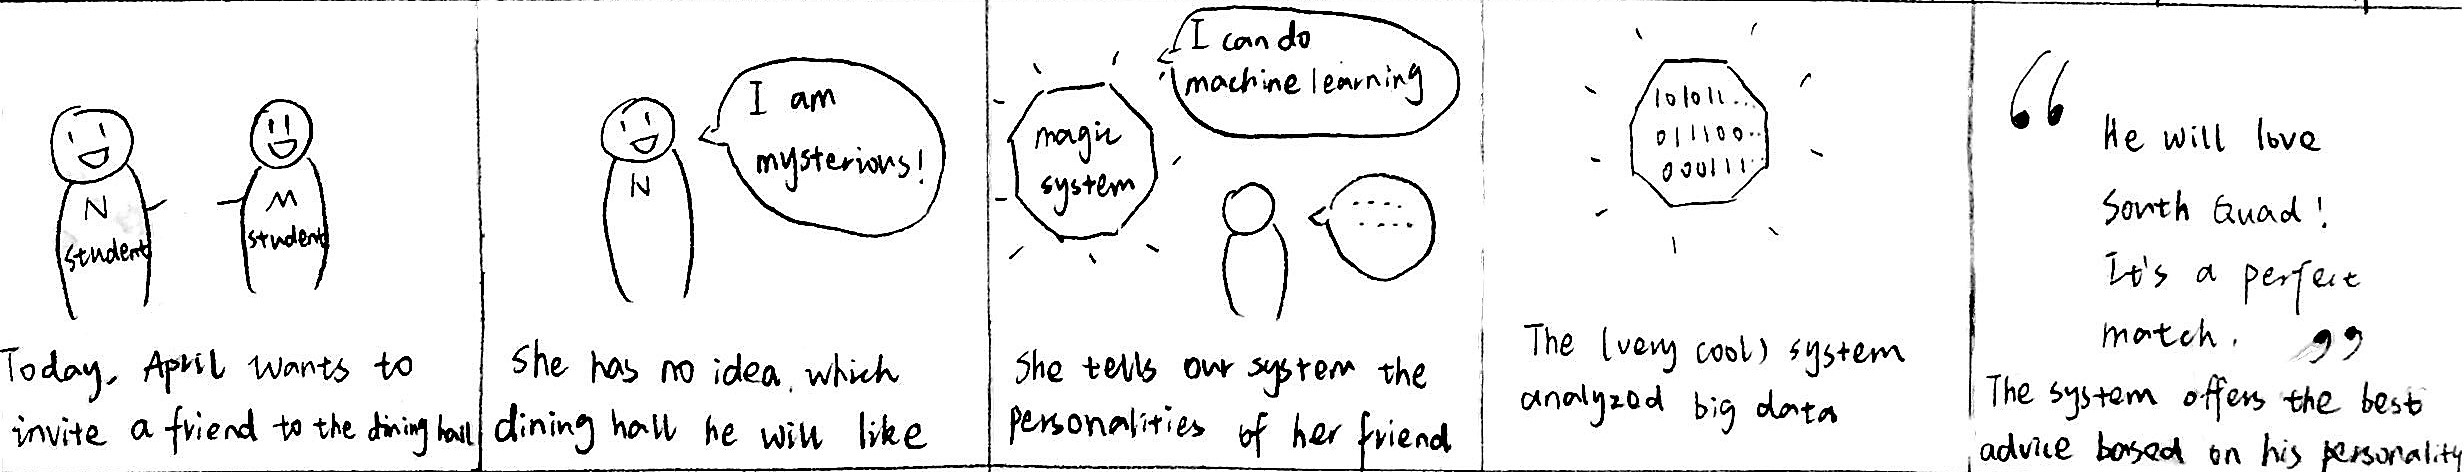 N
student
M
student
Today, April wants to
invite a friend to the dining hall
I am
mysterious!
N
She has no idea, which
dining hall he will like
I can do
machine learning
magic
system
She tells our system the
personalities of her friend
101011...
011100..
000111..
The (very cool) system
analyzed big data
“ He will love
South Quad!
It's a perfect
match. ”
The system offers the best
advice based on his personality